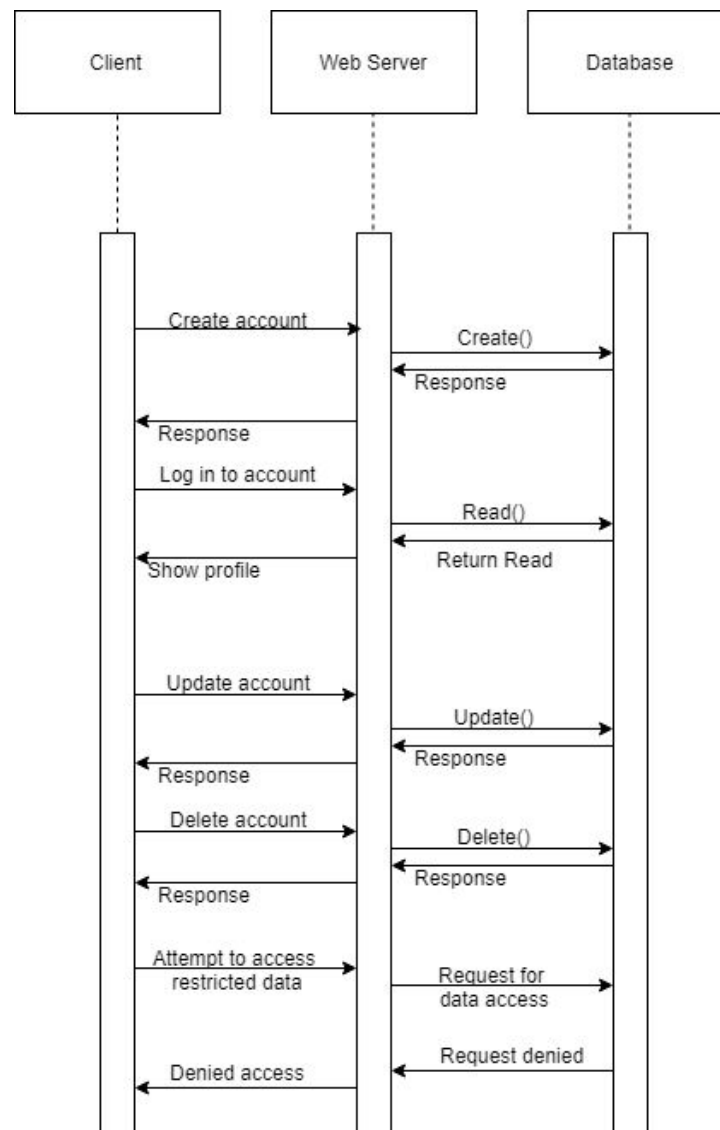 Client
Web Server
Database
Create account
Create()
Response
Response
Log in to account
Read()
Return Read
Show profile
Update account
Update()
Response
Response
Delete account
Delete()
Response
Response
Attempt to access
restricted data
Request for
data access
Request denied
Denied access